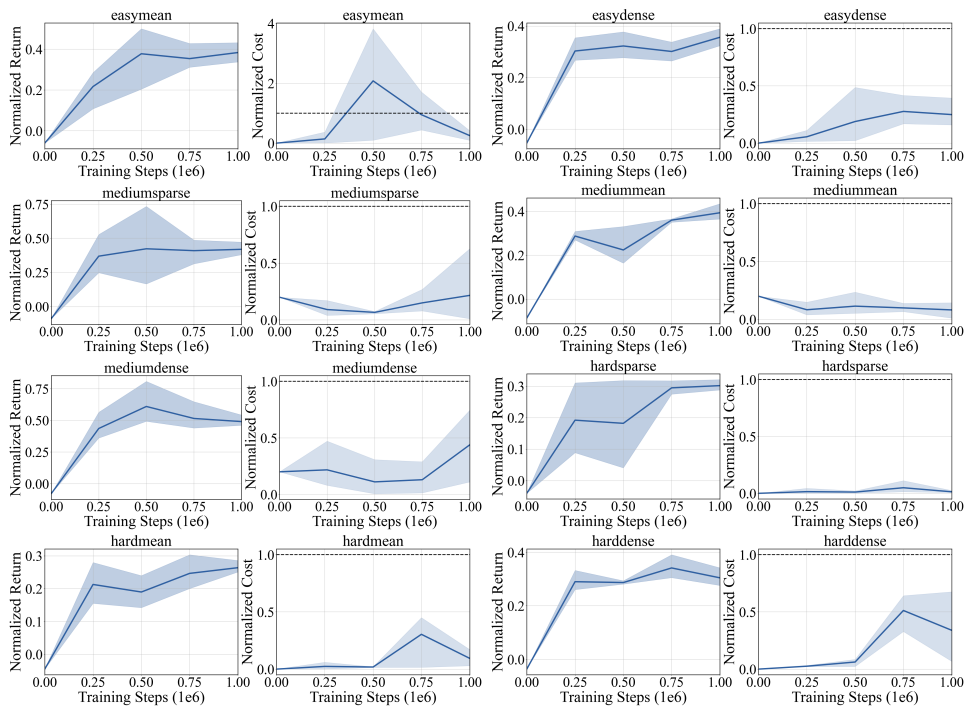 easymean
Normalized Return
0.4
0.2
0.0
0.00 0.25 0.50 0.75 1.00
Training Steps (1e6)
easymean
Normalized Cost
4
2
0
0.00 0.25 0.50 0.75 1.00
Training Steps (1e6)
easydense
Normalized Return
0.4
0.2
0.0
0.00 0.25 0.50 0.75 1.00
Training Steps (1e6)
easydense
Normalized Cost
1.0
0.5
0.0
0.00 0.25 0.50 0.75 1.00
Training Steps (1e6)
mediumsparse
Normalized Return
0.75
0.50
0.25
0.00
0.00 0.25 0.50 0.75 1.00
Training Steps (1e6)
mediumsparse
Normalized Cost
1.0
0.5
0.0
0.00 0.25 0.50 0.75 1.00
Training Steps (1e6)
mediummean
Normalized Return
0.4
0.2
0.0
0.00 0.25 0.50 0.75 1.00
Training Steps (1e6)
mediummean
Normalized Cost
1.0
0.5
0.0
0.00 0.25 0.50 0.75 1.00
Training Steps (1e6)
mediumdense
Normalized Return
0.75
0.50
0.25
0.00
0.00 0.25 0.50 0.75 1.00
Training Steps (1e6)
mediumdense
Normalized Cost
1.0
0.5
0.0
0.00 0.25 0.50 0.75 1.00
Training Steps (1e6)
hardsparse
Normalized Return
0.3
0.2
0.1
0.0
0.00 0.25 0.50 0.75 1.00
Training Steps (1e6)
hardsparse
Normalized Cost
1.0
0.5
0.0
0.00 0.25 0.50 0.75 1.00
Training Steps (1e6)
hardmean
Normalized Return
0.3
0.2
0.1
0.0
0.00 0.25 0.50 0.75 1.00
Training Steps (1e6)
hardmean
Normalized Cost
1.0
0.5
0.0
0.00 0.25 0.50 0.75 1.00
Training Steps (1e6)
harddense
Normalized Return
0.4
0.2
0.0
0.00 0.25 0.50 0.75 1.00
Training Steps (1e6)
harddense
Normalized Cost
1.0
0.5
0.0
0.00 0.25 0.50 0.75 1.00
Training Steps (1e6)